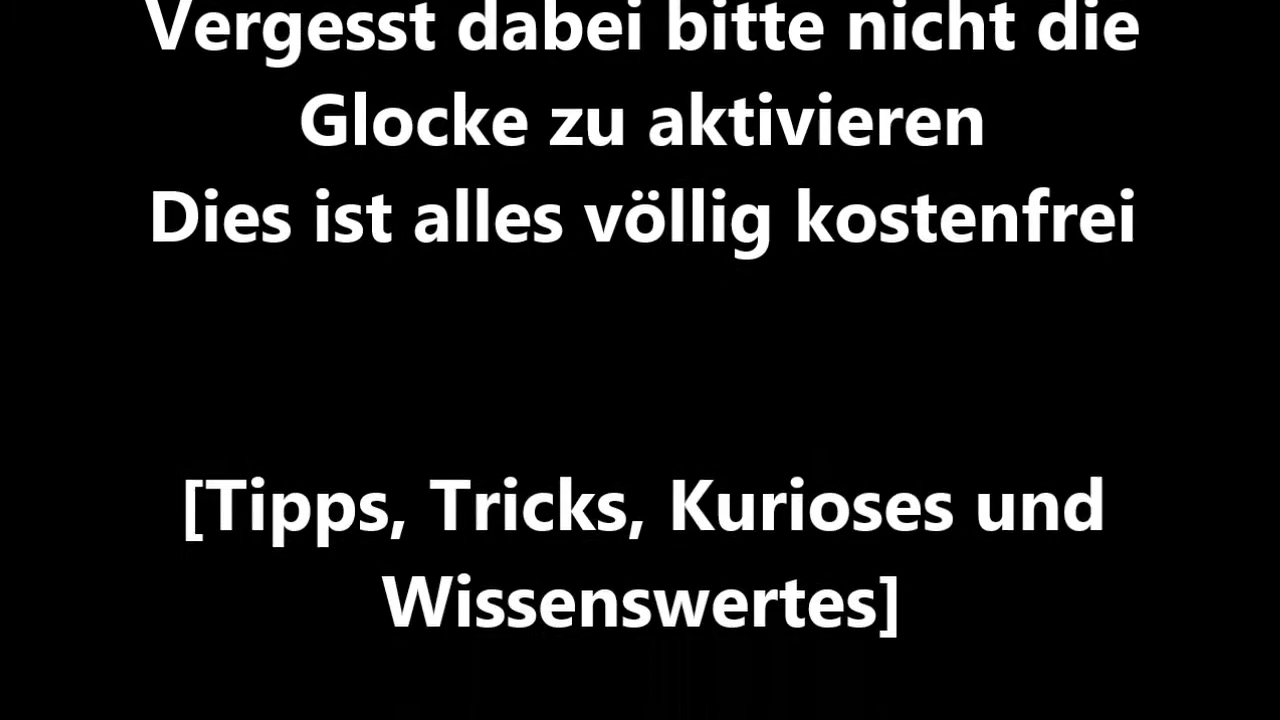 Vergesst dabei bitte nicht die
Glocke zu aktivieren
Dies ist alles völlig kostenfrei
[Tipps, Tricks, Kurioses und
Wissenswertes]